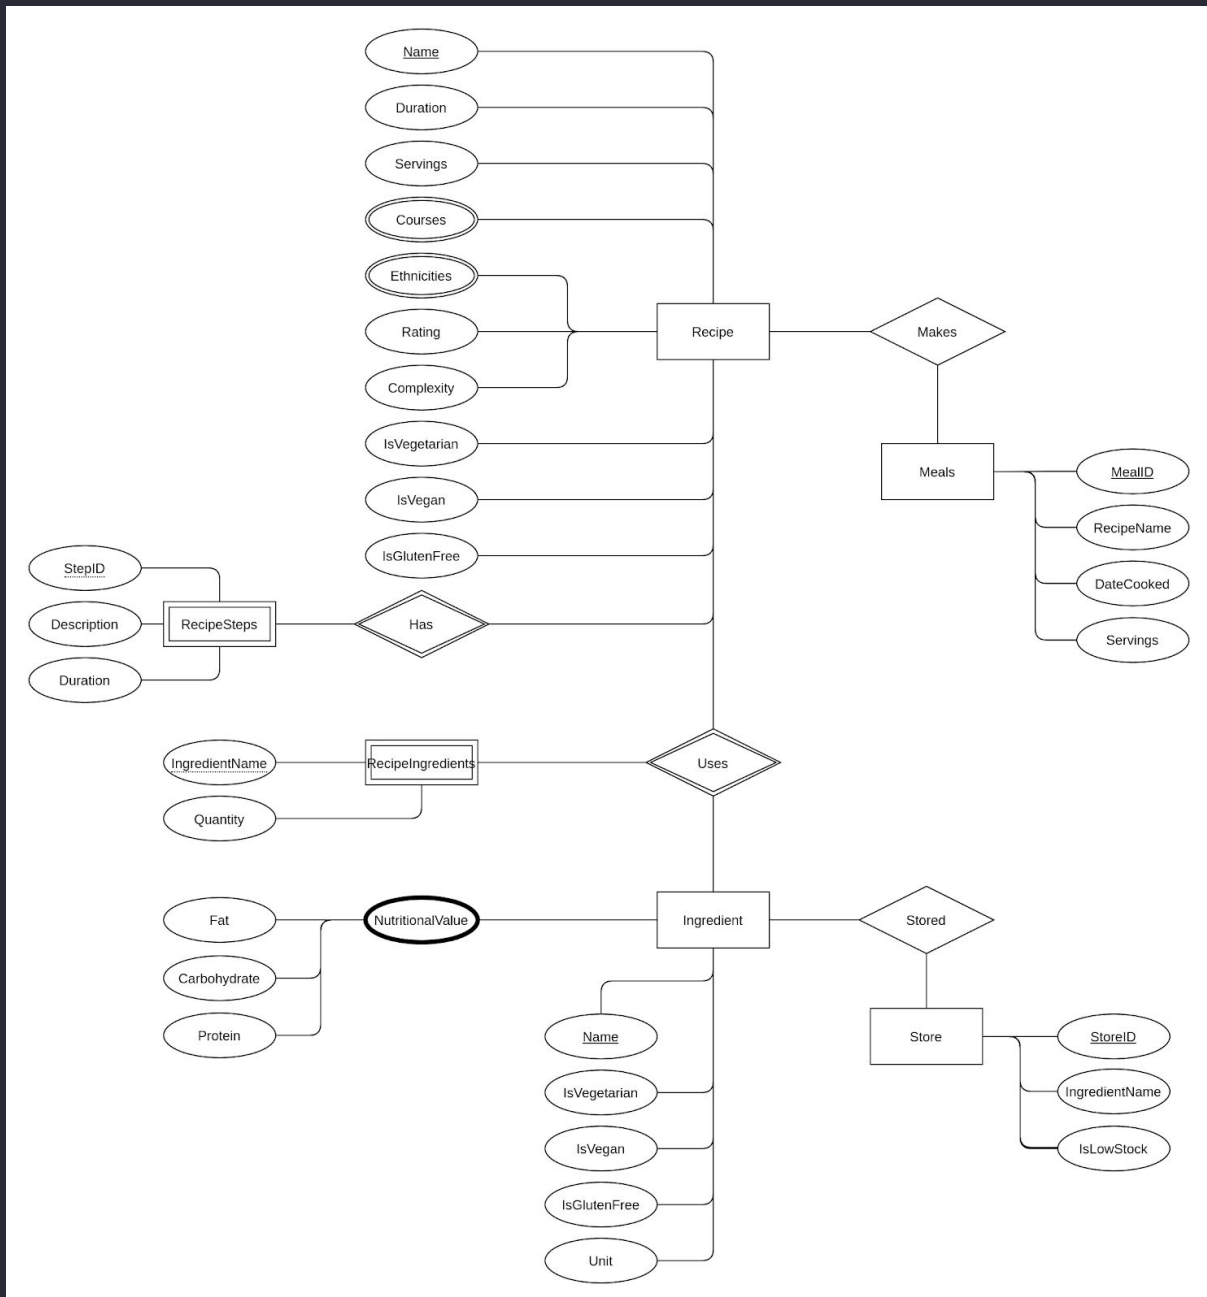 Name
Duration
Servings
Courses
Ethnicities
Rating
Recipe
Makes
Complexity
IsVegetarian
Meals
MealID
IsVegan
RecipeName
IsGlutenFree
StepID
DateCooked
Description
RecipeSteps
Has
Servings
Duration
IngredientName
RecipeIngredients
Uses
Quantity
Fat
NutritionalValue
Ingredient
Stored
Carbohydrate
Protein
Name
Store
StoreID
IsVegetarian
IngredientName
IsVegan
IsLowStock
IsGlutenFree
Unit